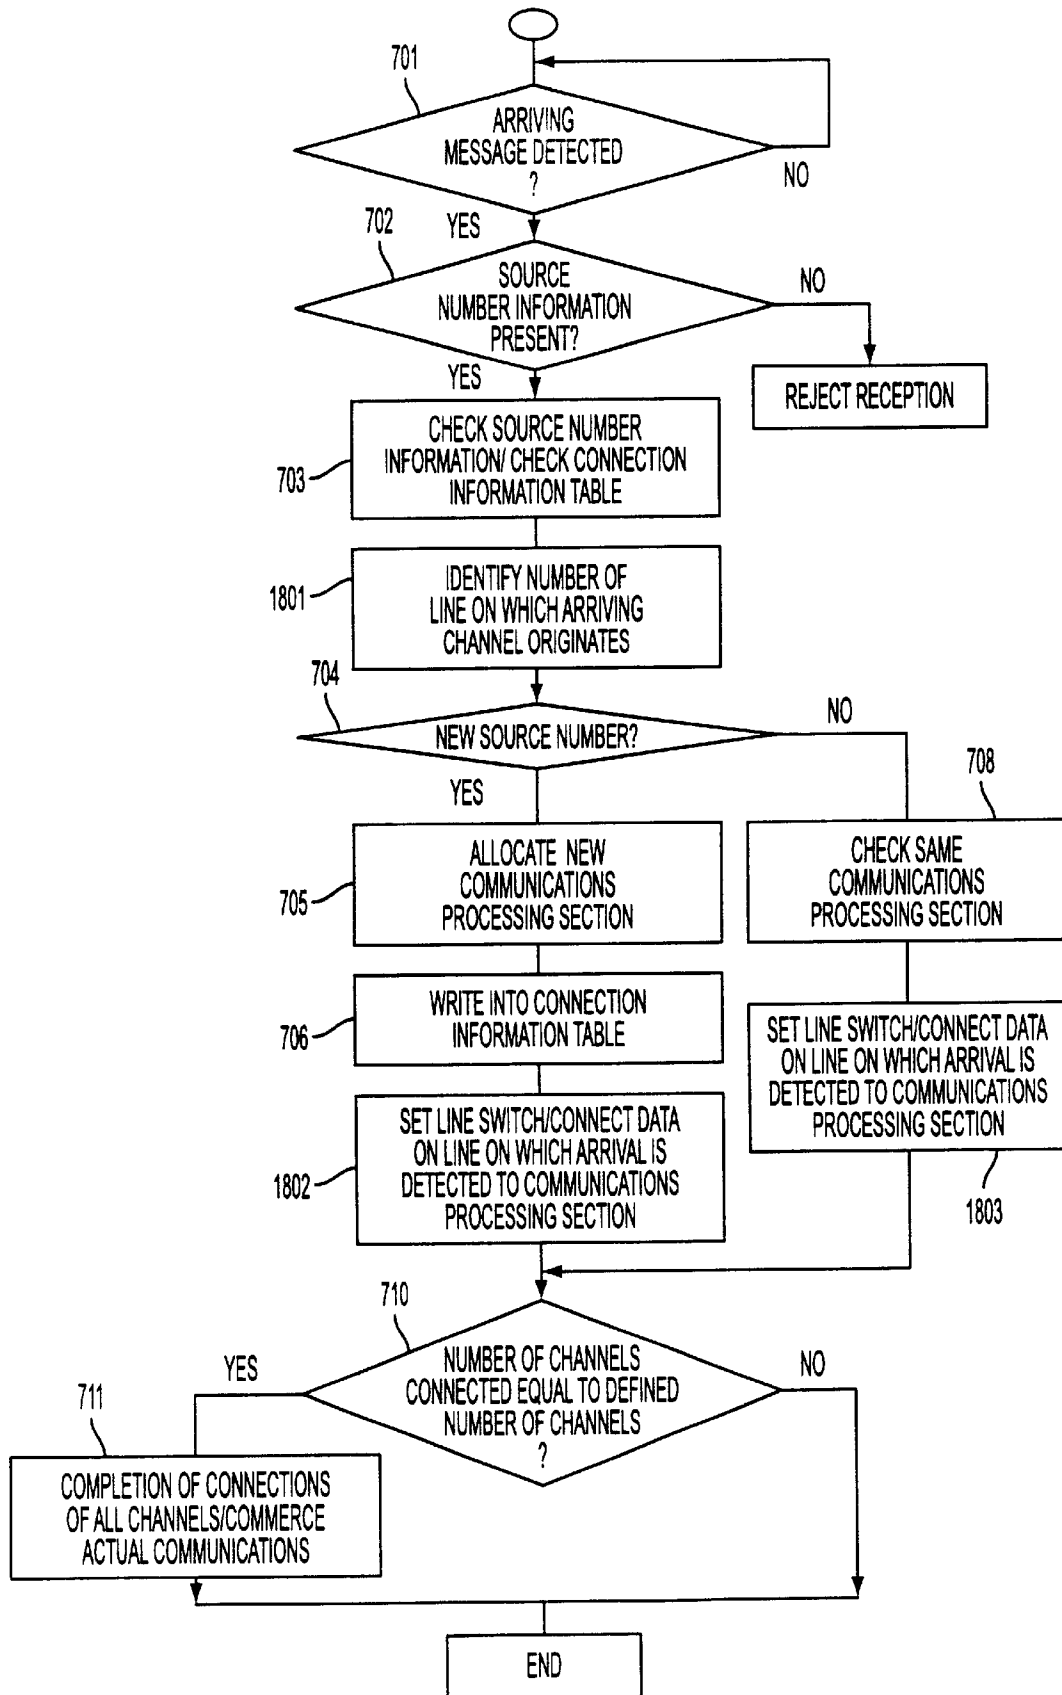 701
ARRIVING
MESSAGE DETECTED
?
NO
YES
702
SOURCE
NUMBER INFORMATION
PRESENT?
NO
YES
REJECT RECEPTION
CHECK SOURCE NUMBER
INFORMATION/ CHECK CONNECTION
INFORMATION TABLE
703
IDENTIFY NUMBER OF
LINE ON WHICH ARRIVING
CHANNEL ORIGINATES
1801
704
NEW SOURCE NUMBER?
NO
YES
708
ALLOCATE NEW
COMMUNICATIONS
PROCESSING SECTION
705
CHECK SAME
COMMUNICATIONS
PROCESSING SECTION
WRITE INTO CONNECTION
INFORMATION TABLE
706
SET LINE SWITCH/CONNECT DATA
ON LINE ON WHICH ARRIVAL IS
DETECTED TO COMMUNICATIONS
PROCESSING SECTION
1803
SET LINE SWITCH/CONNECT DATA
ON LINE ON WHICH ARRIVAL IS
DETECTED TO COMMUNICATIONS
PROCESSING SECTION
1802
710
NUMBER OF CHANNELS
CONNECTED EQUAL TO DEFINED
NUMBER OF CHANNELS
?
YES
NO
711
COMPLETION OF CONNECTIONS
OF ALL CHANNELS/COMMERCE
ACTUAL COMMUNICATIONS
END